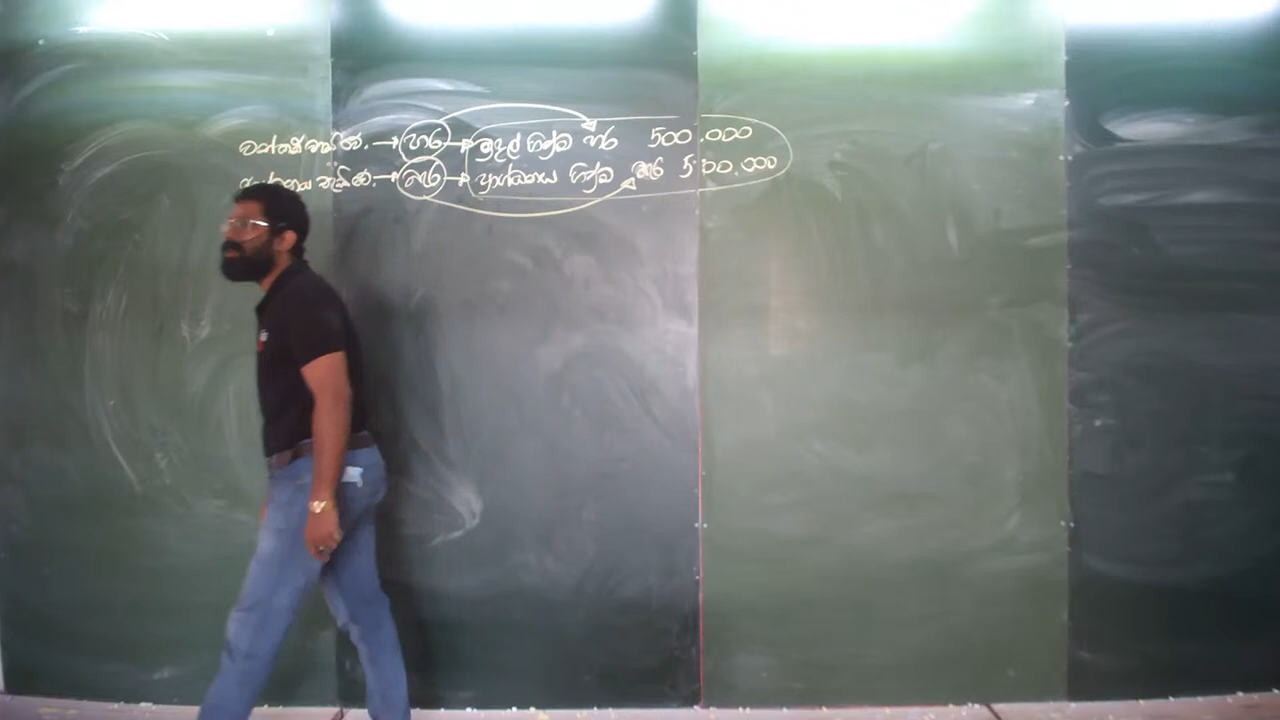 වත්කම් වැඩිවීම. → හර → මුදල් ගිණුම හර 500.000
වැඩිවීම. → බැර → ප්‍රාග්ධනය ගිණුම බැර 500.000